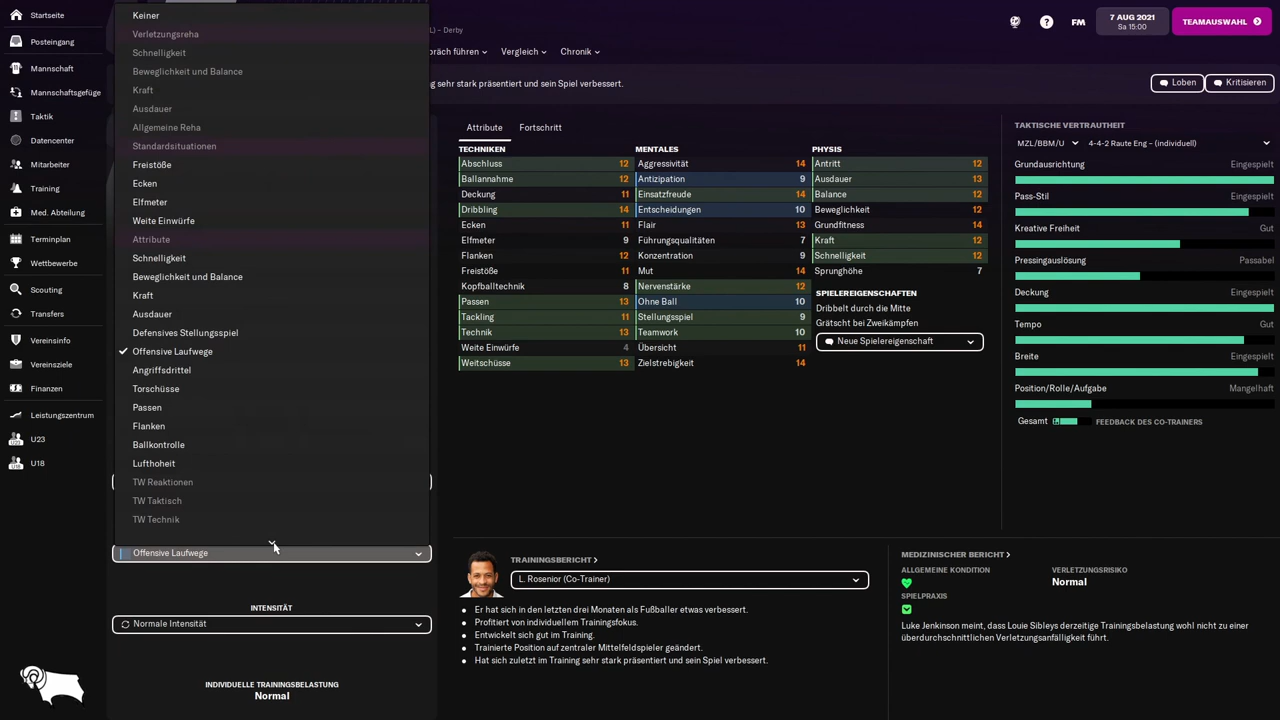 Startseite
Posteingang
Mannschaft
Mannschaftsgefüge
Taktik
Datencenter
Mitarbeiter
Training
Med. Abteilung
Terminplan
Wettbewerbe
Scouting
Transfers
Vereinsinfo
Vereinsziele
Finanzen
Leistungszentrum
U23
U18
Keiner
Verletzungsreha
Schnelligkeit
Beweglichkeit und Balance
Kraft
Ausdauer
Allgemeine Reha
Standardsituationen
Freistöße
Ecken
Elfmeter
Weite Einwürfe
Attribute
Schnelligkeit
Beweglichkeit und Balance
Kraft
Ausdauer
Defensives Stellungsspiel
Offensive Laufwege
Angriffsdrittel
Torschüsse
Passen
Flanken
Ballkontrolle
Lufthoheit
TW Reaktionen
TW Taktisch
TW Technik
Offensive Laufwege
INTENSITÄT
Normale Intensität
INDIVIDUELLE TRAININGSBELASTUNG
Normal
L) – Derby
präch führen Vergleich Chronik
FM
7 AUG 2021
Sa 15:00
TEAMAUSWAHL
g sehr stark präsentiert und sein Spiel verbessert.
Loben
Kritisieren
Attribute Fortschritt
TECHNIKEN
Abschluss 12
Ballannahme 12
Deckung 11
Dribbling 14
Ecken 11
Elfmeter 9
Flanken 12
Freistöße 11
Kopfballtechnik 8
Passen 13
Tackling 11
Technik 13
Weite Einwürfe 4
Weitschüsse 13
MENTALES
Aggressivität 14
Antizipation 9
Einsatzfreude 14
Entscheidungen 10
Flair 13
Führungsqualitäten 7
Konzentration 9
Mut 14
Nervenstärke 12
Ohne Ball 10
Stellungsspiel 9
Teamwork 10
Übersicht 11
Zielstrebigkeit 14
PHYSIS
Antritt 12
Ausdauer 13
Balance 12
Beweglichkeit 12
Grundfitness 14
Kraft 12
Schnelligkeit 12
Sprunghöhe 7
SPIELEREIGENSCHAFTEN
Dribbelt durch die Mitte
Grätscht bei Zweikämpfen
Neue Spielereigenschaft
TAKTISCHE VERTRAUTHEIT
MZL/BBM/U 4-4-2 Raute Eng – (individuell)
Grundausrichtung Eingespielt
Pass-Stil Eingespielt
Kreative Freiheit Gut
Pressingauslösung Passabel
Deckung Eingespielt
Tempo Eingespielt
Breite Eingespielt
Position/Rolle/Aufgabe Mangelhaft
Gesamt FEEDBACK DES CO-TRAINERS
TRAININGSBERICHT
L. Rosenior (Co-Trainer)
Er hat sich in den letzten drei Monaten als Fußballer etwas verbessert.
Profitiert von individuellem Trainingsfokus.
Entwickelt sich gut im Training.
Trainierte Position auf zentraler Mittelfeldspieler geändert.
Hat sich zuletzt im Training sehr stark präsentiert und sein Spiel verbessert.
MEDIZINISCHER BERICHT
ALLGEMEINE KONDITION
VERLETZUNGSRISIKO
Normal
SPIELPRAXIS
Luke Jenkinson meint, dass Louie Sibleys derzeitige Trainingsbelastung wohl nicht zu einer
überdurchschnittlichen Verletzungsanfälligkeit führt.